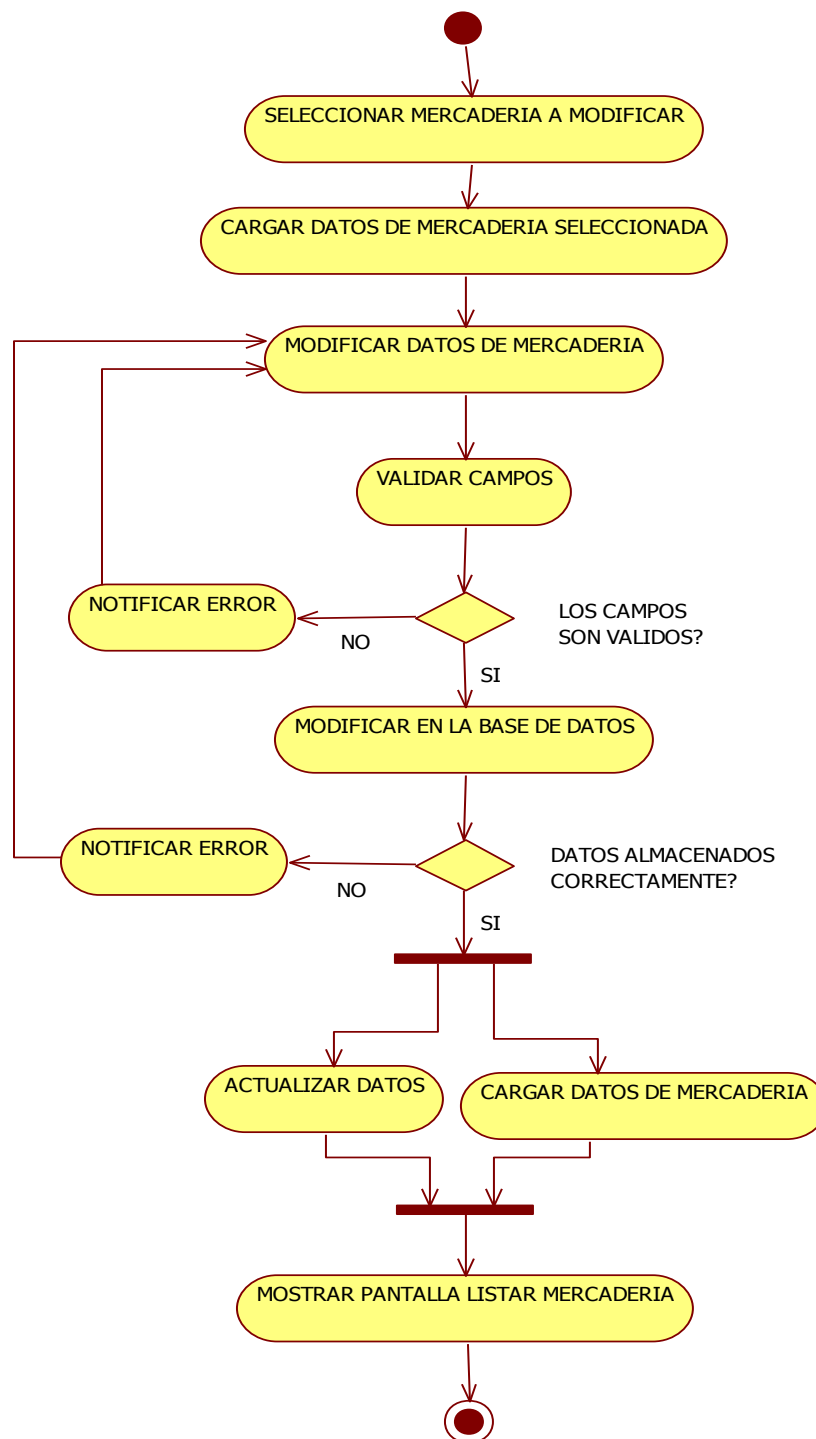 SELECCIONAR MERCADERIA A MODIFICAR
CARGAR DATOS DE MERCADERIA SELECCIONADA
MODIFICAR DATOS DE MERCADERIA
VALIDAR CAMPOS
NOTIFICAR ERROR
NO
LOS CAMPOS
SON VALIDOS?
SI
MODIFICAR EN LA BASE DE DATOS
NOTIFICAR ERROR
NO
DATOS ALMACENADOS
CORRECTAMENTE?
SI
ACTUALIZAR DATOS
CARGAR DATOS DE MERCADERIA
MOSTRAR PANTALLA LISTAR MERCADERIA